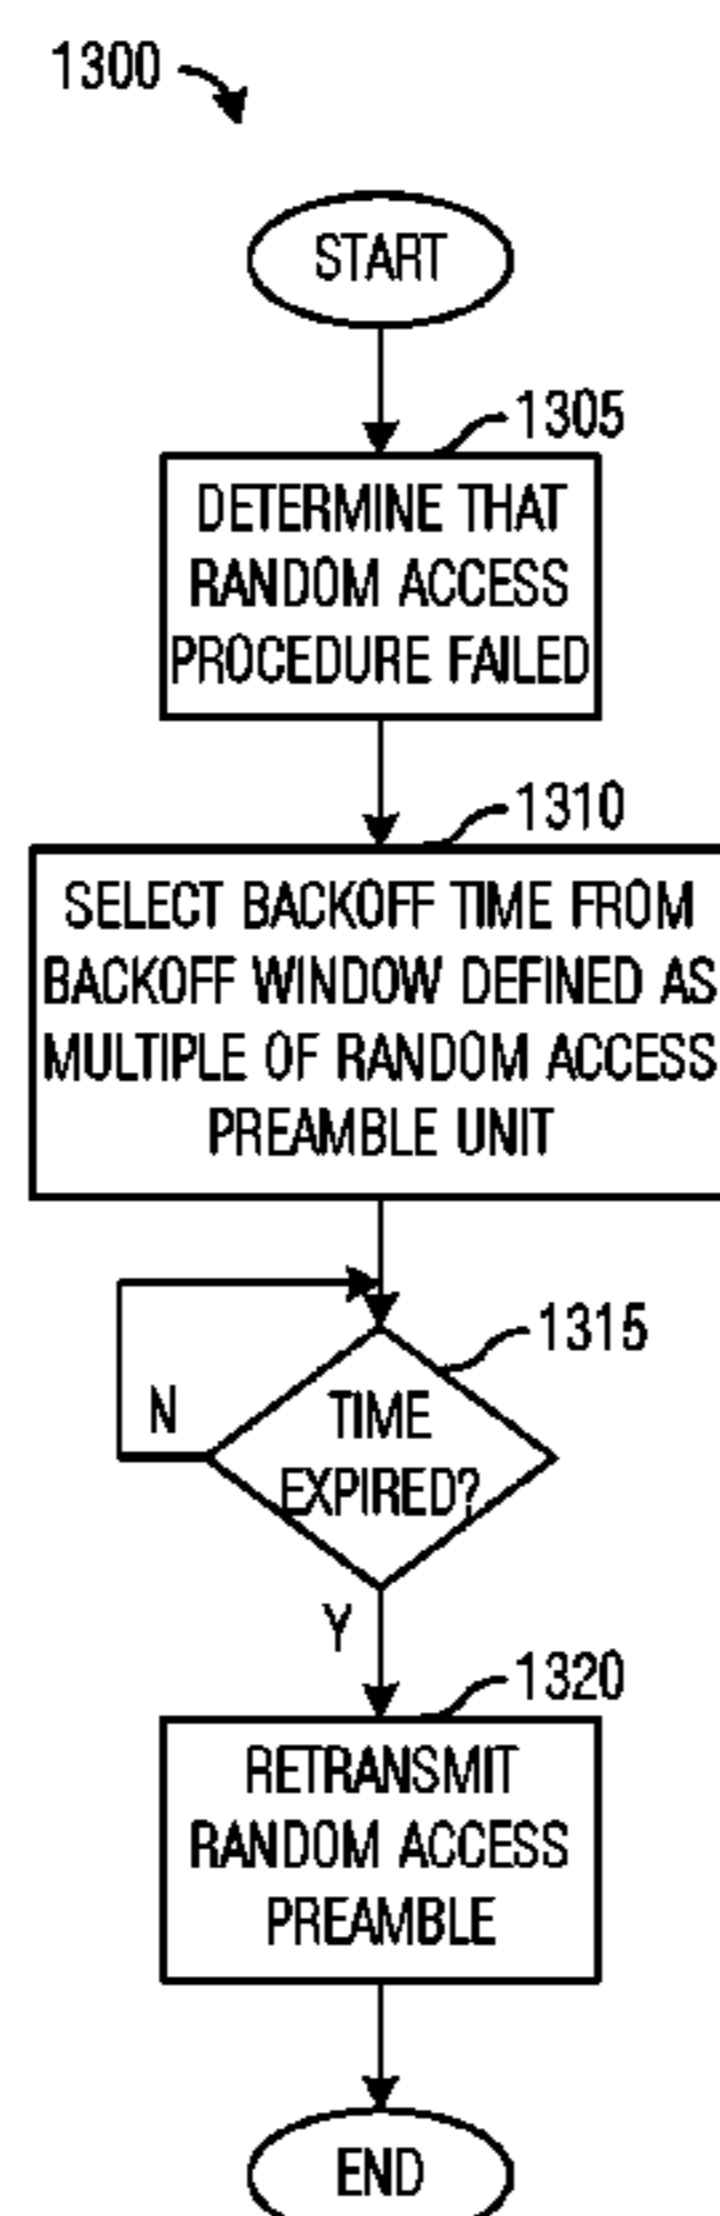 1300
START
1305
DETERMINE THAT
RANDOM ACCESS
PROCEDURE FAILED
1310
SELECT BACKOFF TIME FROM
BACKOFF WINDOW DEFINED AS
MULTIPLE OF RANDOM ACCESS
PREAMBLE UNIT
1315
TIME
EXPIRED?
N
Y
1320
RETRANSMIT
RANDOM ACCESS
PREAMBLE
END